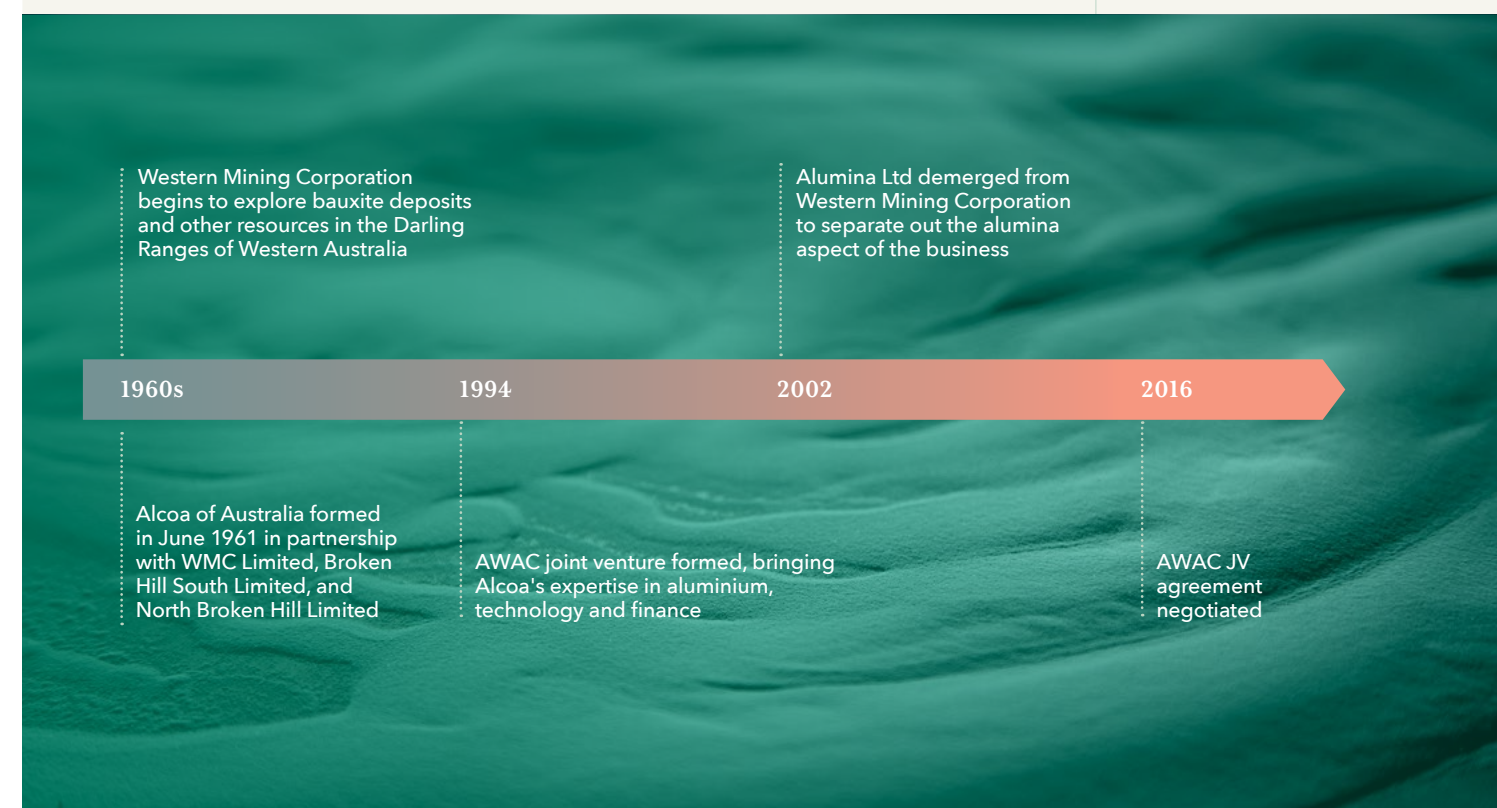 Western Mining Corporation
begins to explore bauxite deposits
and other resources in the Darling
Ranges of Western Australia
Alumina Ltd demerged from
Western Mining Corporation
to separate out the alumina
aspect of the business
1960s
1994
2002
2016
Alcoa of Australia formed
in June 1961 in partnership
with WMC Limited, Broken
Hill South Limited, and
North Broken Hill Limited
AWAC joint venture formed, bringing
Alcoa's expertise in aluminium,
technology and finance
AWAC JV
agreement
negotiated